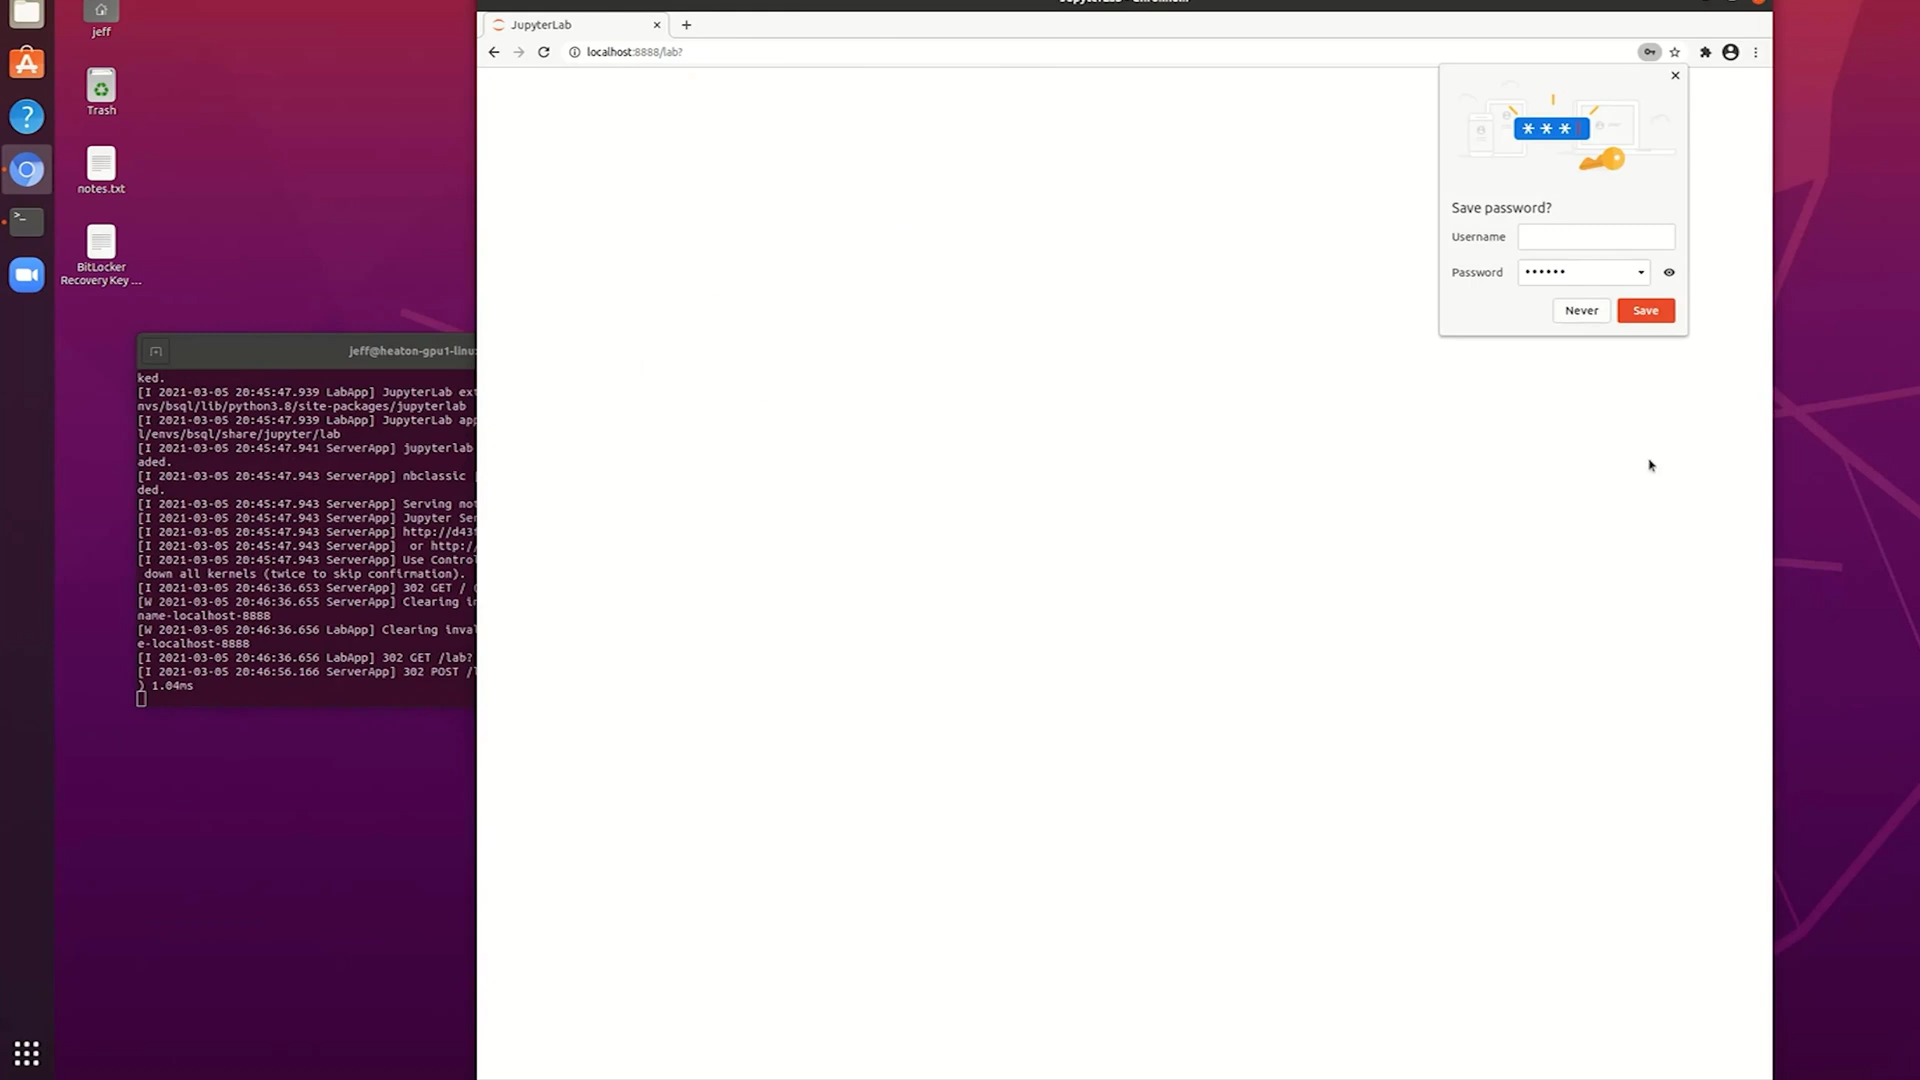 jeff
Trash
notes.txt
BitLocker
Recovery Key ...
JupyterLab
localhost:8888/lab?
Save password?
Username
Password
Never
Save
jeff@heaton-gpu1-linu
ked.
[I 2021-03-05 20:45:47.939 LabApp] JupyterLab ext
nvs/bsql/lib/python3.8/site-packages/jupyterlab
[I 2021-03-05 20:45:47.939 LabApp] JupyterLab app
l/envs/bsql/share/jupyter/lab
[I 2021-03-05 20:45:47.941 ServerApp] jupyterlab
aded.
[I 2021-03-05 20:45:47.943 ServerApp] nbclassic
ded.
[I 2021-03-05 20:45:47.943 ServerApp] Serving not
[I 2021-03-05 20:45:47.943 ServerApp] Jupyter Ser
[I 2021-03-05 20:45:47.943 ServerApp] http://d43
[I 2021-03-05 20:45:47.943 ServerApp] or http:/
[I 2021-03-05 20:45:47.943 ServerApp] Use Contro
down all kernels (twice to skip confirmation).
[I 2021-03-05 20:46:36.653 ServerApp] 302 GET /
[W 2021-03-05 20:46:36.655 ServerApp] Clearing in
name-localhost-8888
[W 2021-03-05 20:46:36.656 LabApp] Clearing inval
e-localhost-8888
[I 2021-03-05 20:46:36.656 LabApp] 302 GET /lab?
[I 2021-03-05 20:46:56.166 ServerApp] 302 POST /l
) 1.04ms